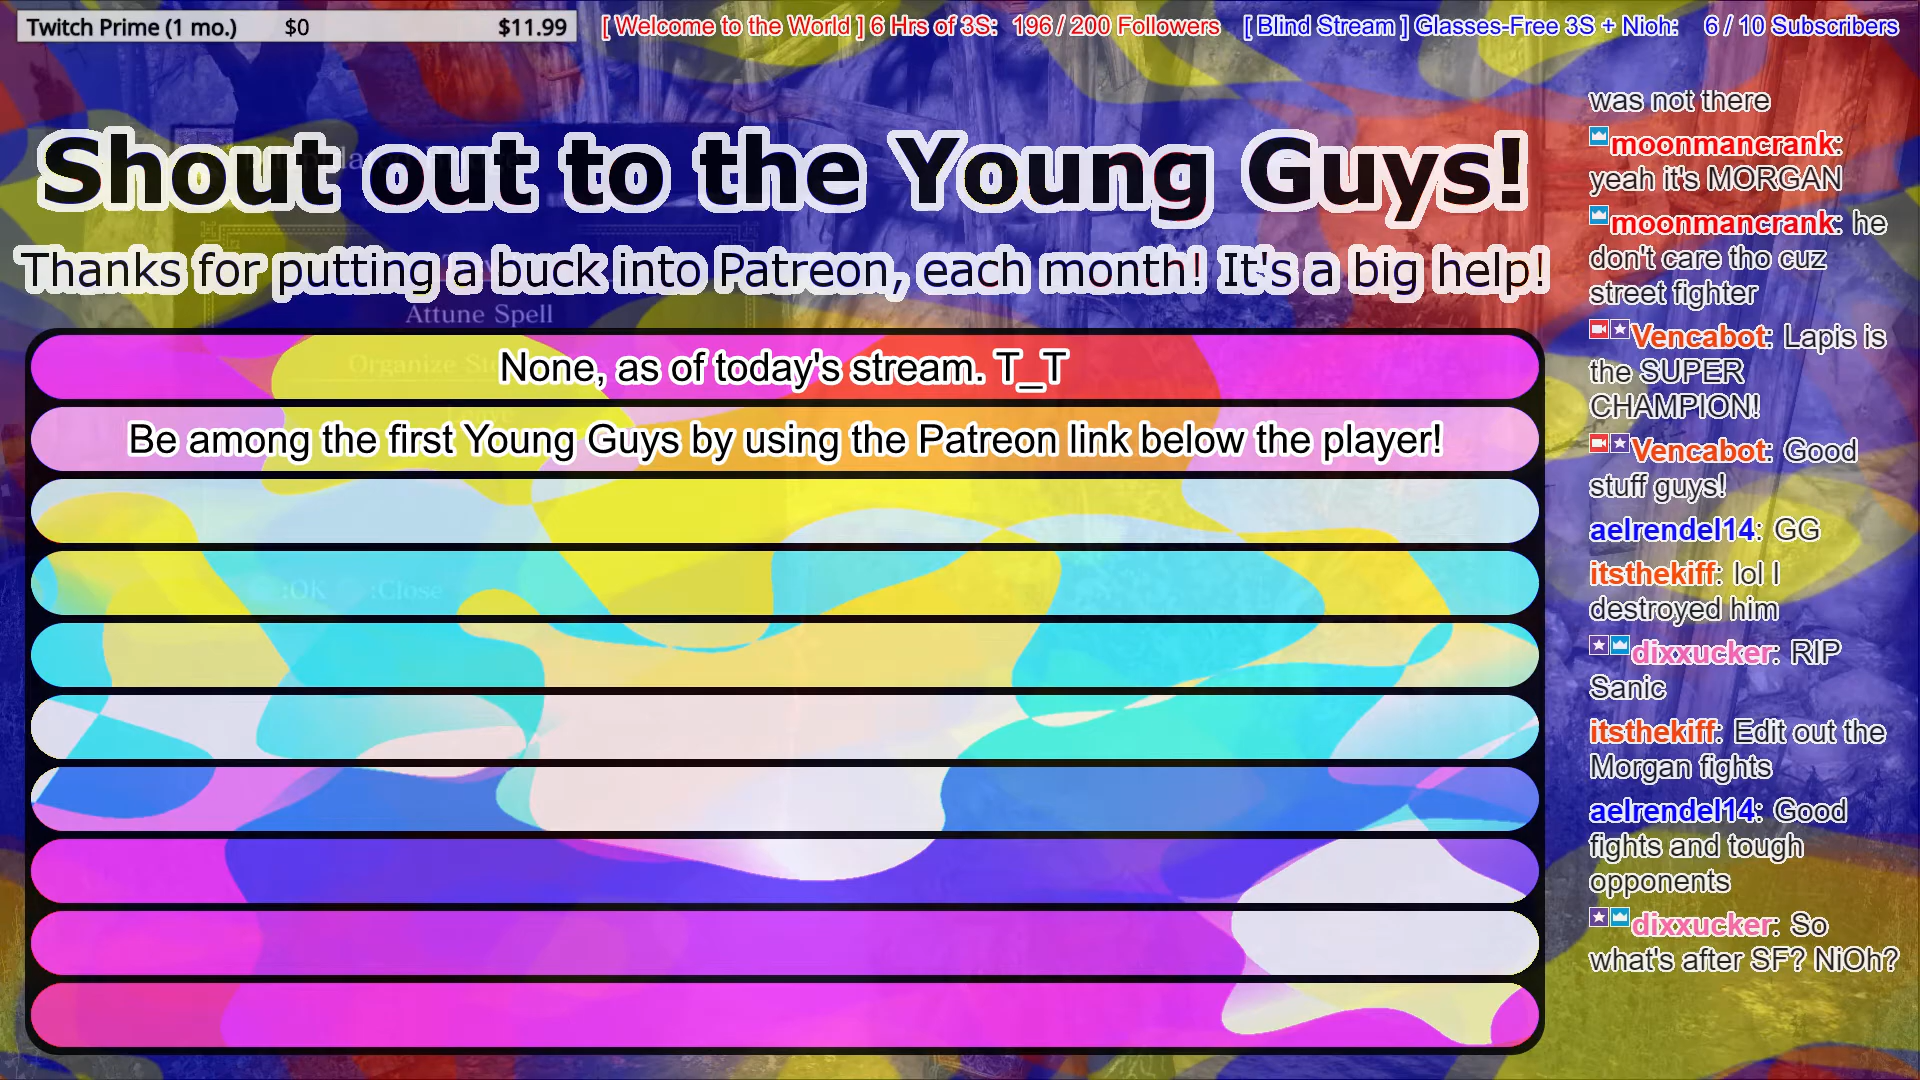 Twitch Prime (1 mo.) $0 $11.99
[ Welcome to the World ] 6 Hrs of 3S: 196 / 200 Followers
[ Blind Stream ] Glasses-Free 3S + Nioh: 6 / 10 Subscribers
Shout out to the Young Guys!
Thanks for putting a buck into Patreon, each month! It's a big help!
Attune Spell
None, as of today's stream. T_T
Be among the first Young Guys by using the Patreon link below the player!
:OK :Close
was not there
moonmancrank:
yeah it's MORGAN
moonmancrank: he
don't care tho cuz
street fighter
Vencabot: Lapis is
the SUPER
CHAMPION!
Vencabot: Good
stuff guys!
aelrendel14: GG
itsthekiff: lol I
destroyed him
dixxucker: RIP
Sanic
itsthekiff: Edit out the
Morgan fights
aelrendel14: Good
fights and tough
opponents
dixxucker: So
what's after SF? NiOh?